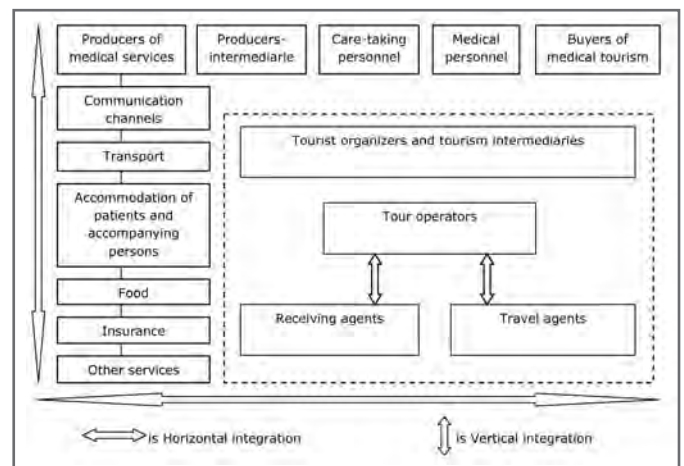 Producers of
medical services
Producers-
intermediarle
Care-taking
personnel
Medical
personnel
Buyers of
medical tourism
Communication
channels
Transport
Accommodation of
patients and
accompanying
persons
Food
Insurance
Other services
Tourist organizers and tourism intermediaries
Tour operators
Receiving agents
Travel agents
is Horizontal integration
is Vertical integration